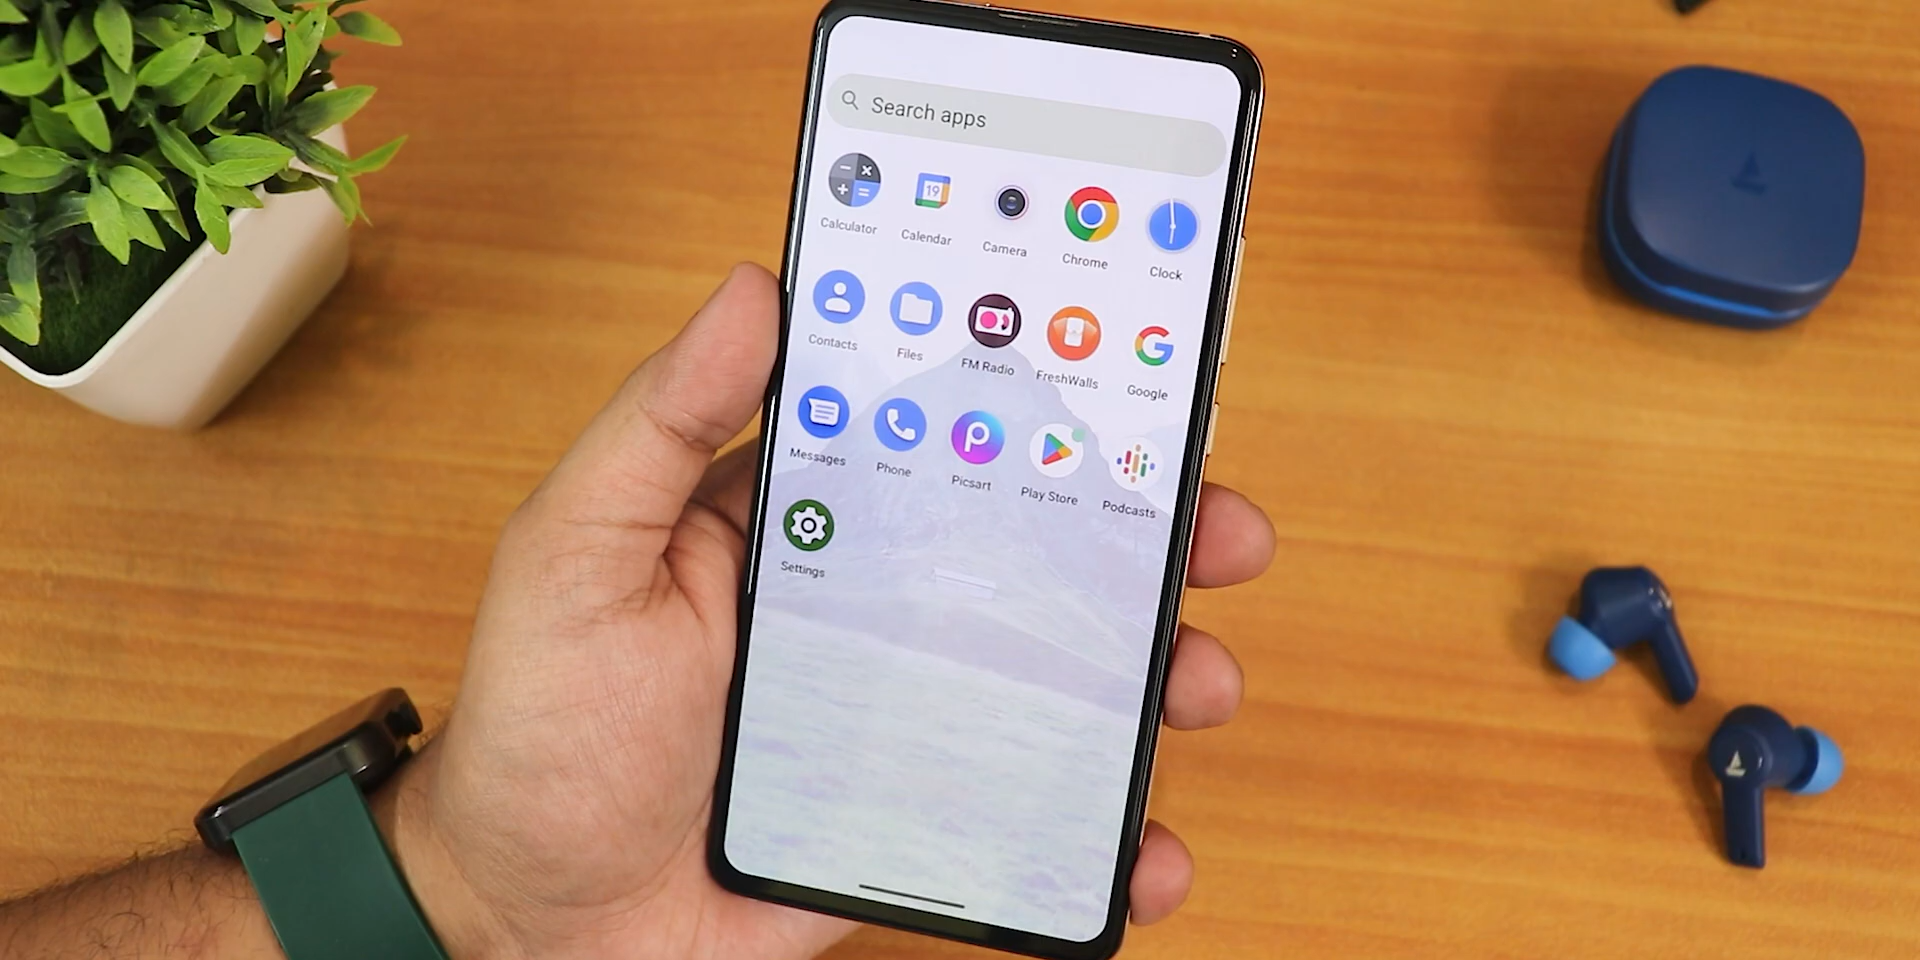 Search apps
19
Calculator
Calendar
Camera
Chrome
Clock
Contacts
Files
FM Radio
FreshWalls
Google
Messages
Phone
Picsart
Play Store
Podcasts
Settings